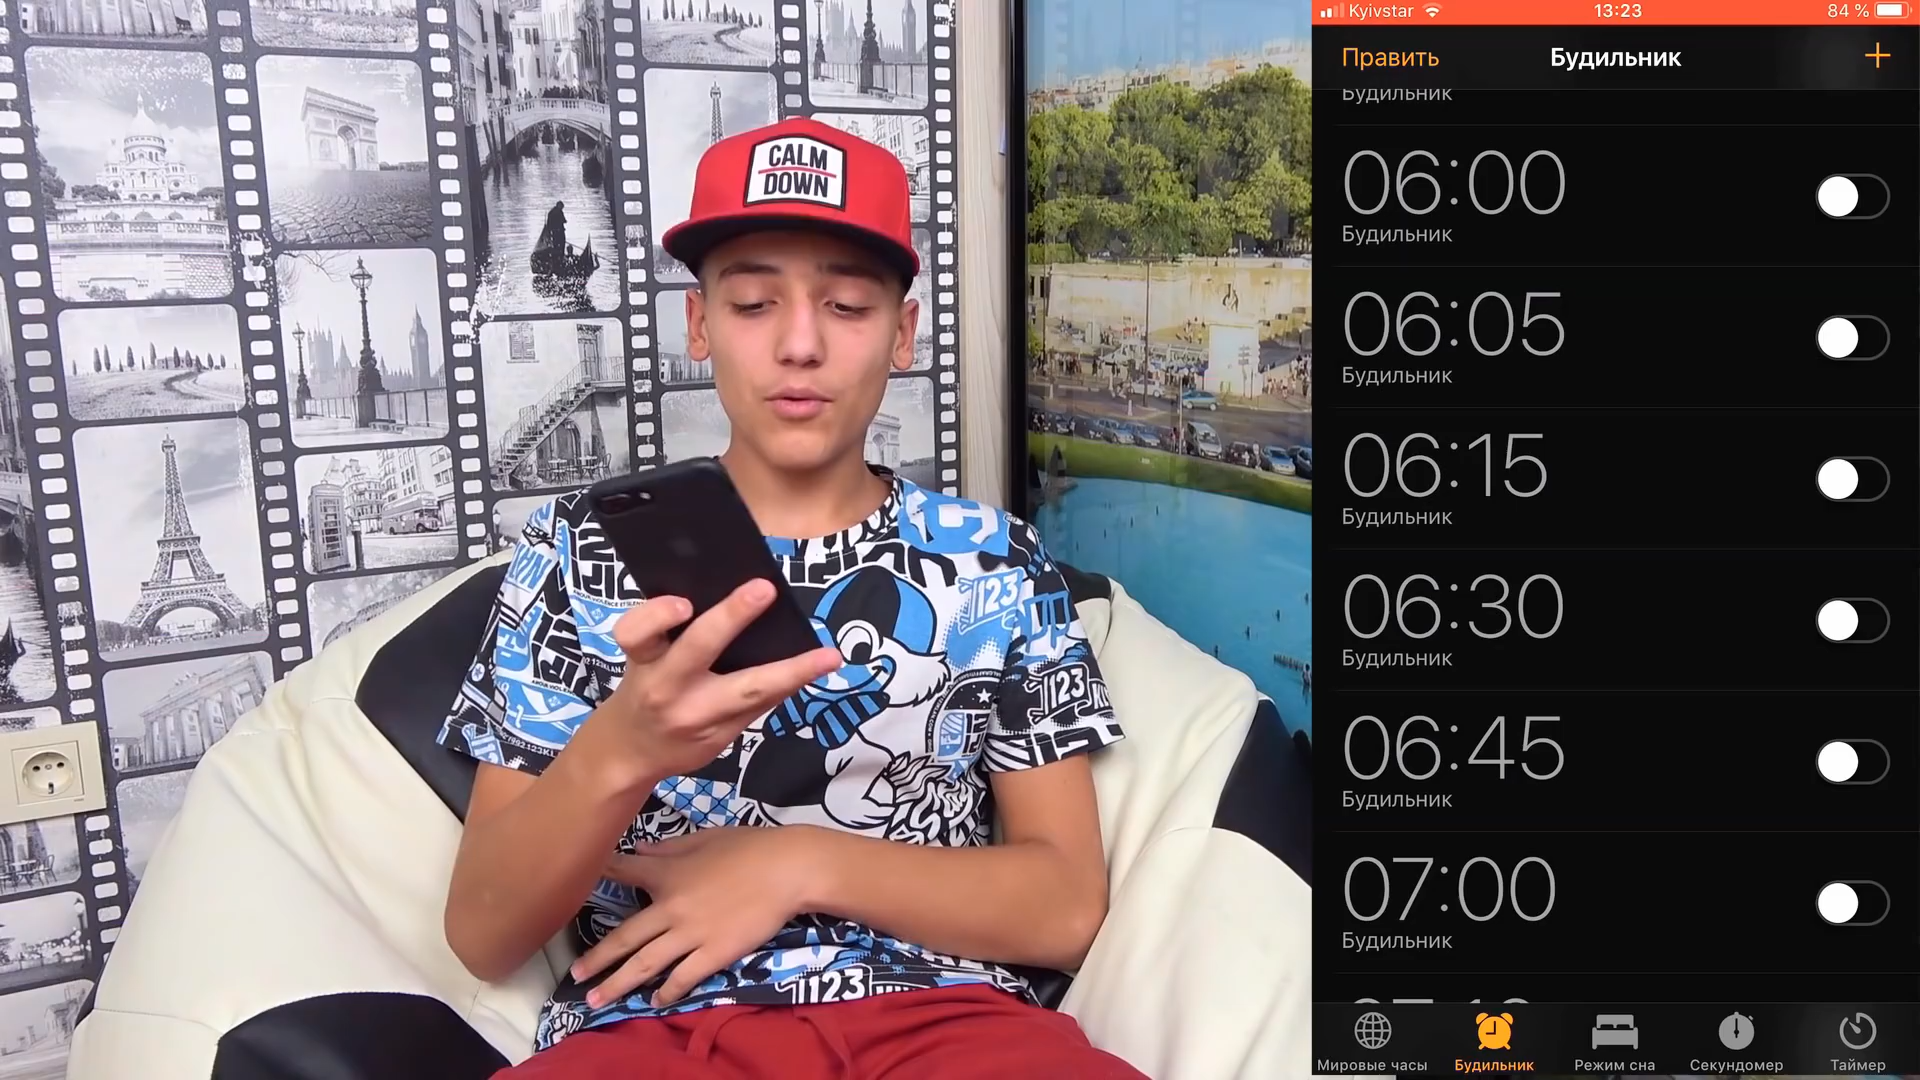 CALM
DOWN
123
123
123
Kyivstar
13:23
84 %
Править
Будильник
Будильник
06:00
Будильник
06:05
Будильник
06:15
Будильник
06:30
Будильник
06:45
Будильник
07:00
Будильник
Мировые часы
Будильник
Режим сна
Секундомер
Таймер